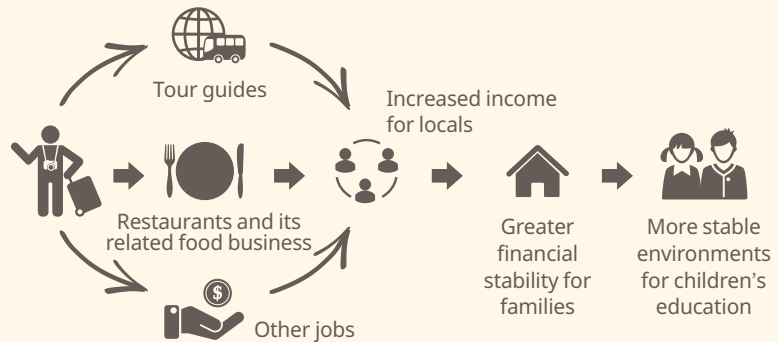 Tour guides
Increased income
for locals
Restaurants and its
related food business
$
Other jobs
Greater
financial
stability for
families
More stable
environments
for children's
education